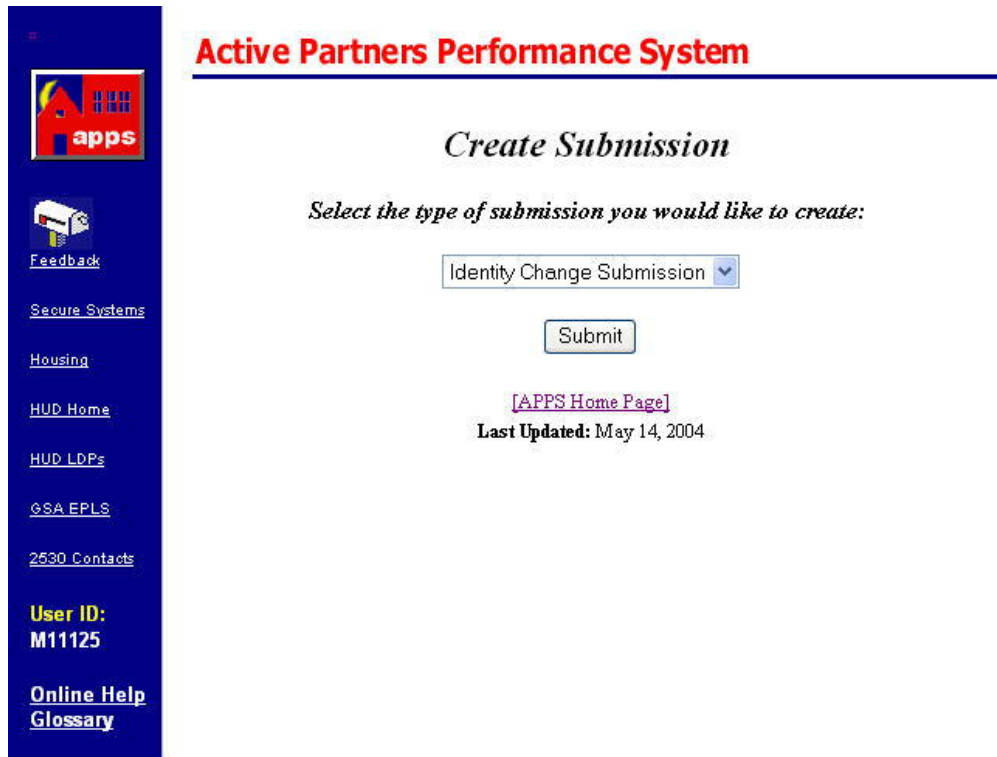 Active Partners Performance System
apps
Feedback
Secure Systems
Housing
HUD Home
HUD LDPs
GSA EPLS
2530 Contacts
User ID:
M11125
Online Help
Glossary
Create Submission
Select the type of submission you would like to create:
Identity Change Submission
Submit
[APPS Home Page]
Last Updated: May 14, 2004